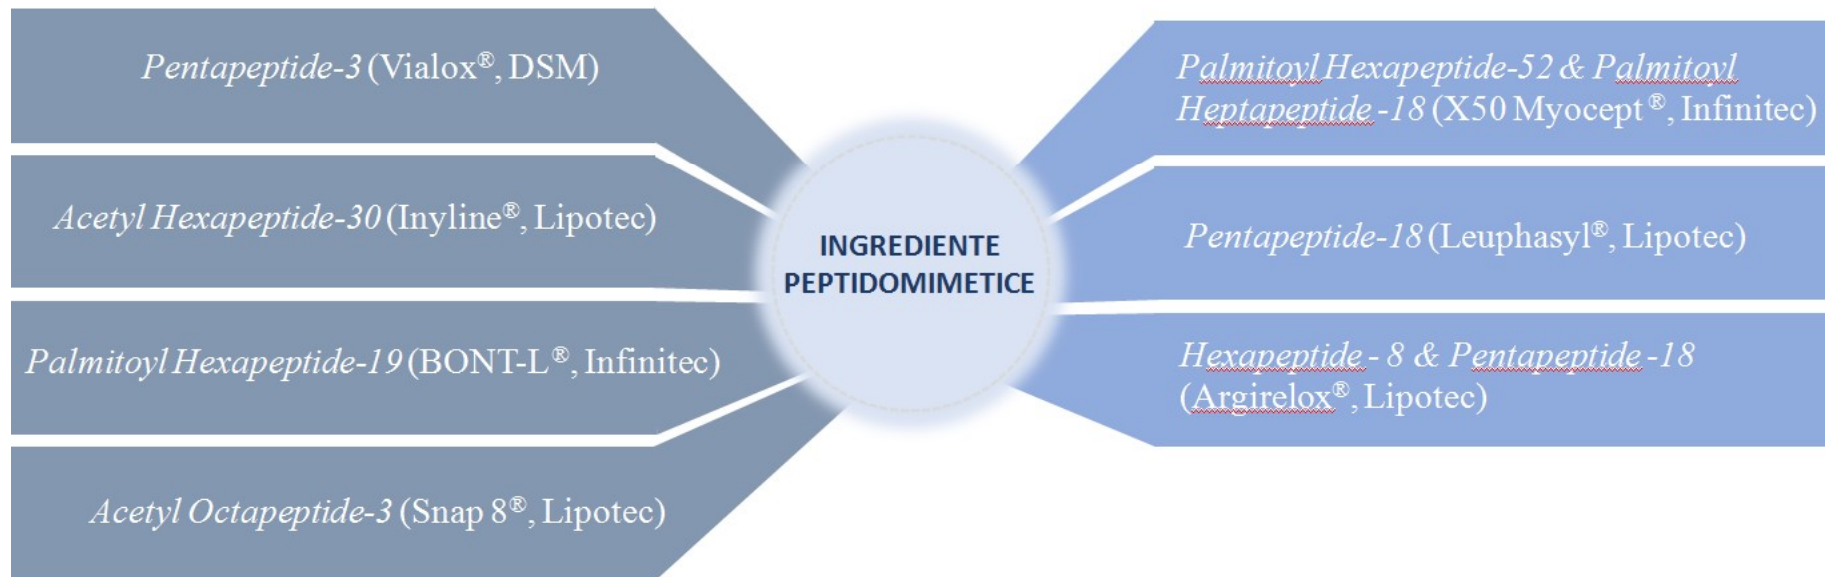 Pentapeptide-3 (Vialox®, DSM)
Acetyl Hexapeptide-30 (Inyline®, Lipotec)
Palmitoyl Hexapeptide-19 (BONT-L®, Infinitec)
Acetyl Octapeptide-3 (Snap 8®, Lipotec)
INGREDIENTE
PEPTIDOMIMETICE
Palmitoyl Hexapeptide-52 & Palmitoyl
Heptapeptide -18 (X50 Myocept ®, Infinitec)
Pentapeptide-18 (Leuphasyl®, Lipotec)
Hexapeptide - 8 & Pentapeptide -18
(Argirelox®, Lipotec)